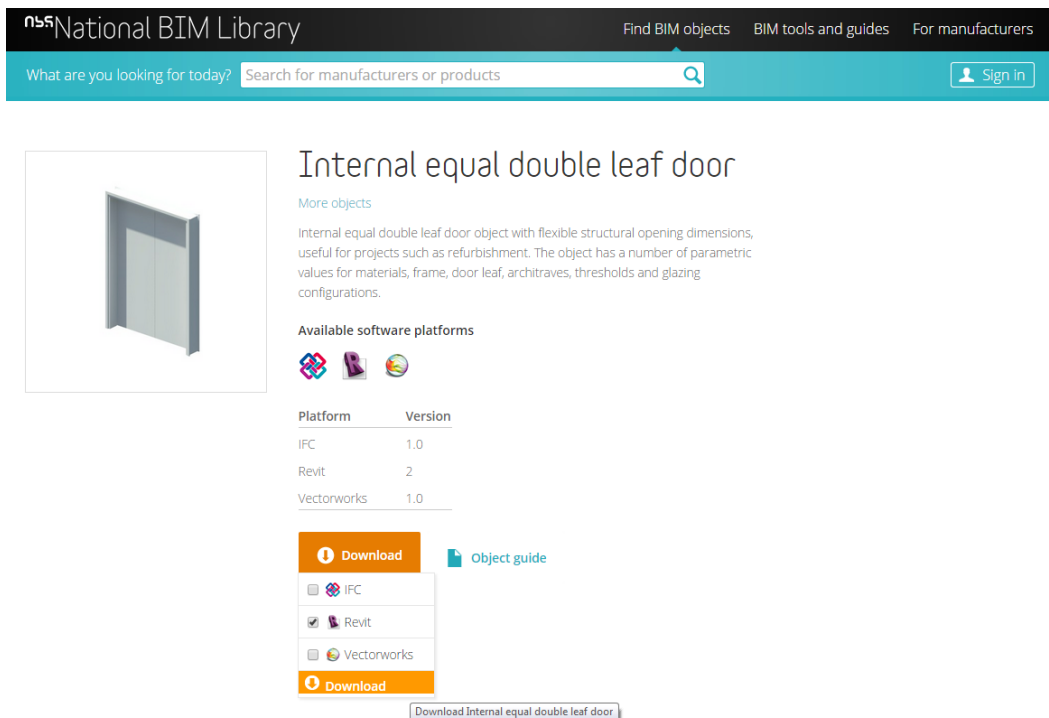 nbs National BIM Library
Find BIM objects BIM tools and guides For manufacturers
What are you looking for today? Search for manufacturers or products Sign in
Internal equal double leaf door
More objects
Internal equal double leaf door object with flexible structural opening dimensions,
useful for projects such as refurbishment. The object has a number of parametric
values for materials, frame, door leaf, architraves, thresholds and glazing
configurations.
Available software platforms
Platform Version
IFC 1.0
Revit 2
Vectorworks 1.0
Download Object guide
IFC
Revit
Vectorworks
Download
Download Internal equal double leaf door